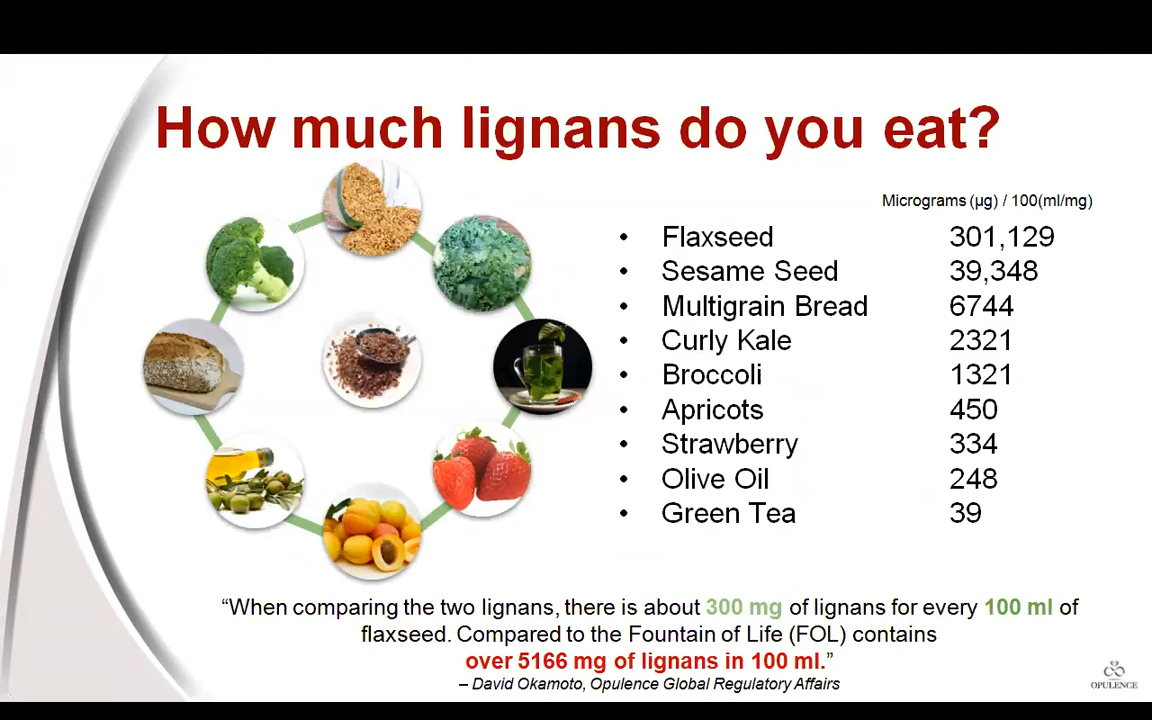 How much lignans do you eat?
Micrograms (µg) / 100(ml/mg)
• Flaxseed 301,129
• Sesame Seed 39,348
• Multigrain Bread 6744
• Curly Kale 2321
• Broccoli 1321
• Apricots 450
• Strawberry 334
• Olive Oil 248
• Green Tea 39
“When comparing the two lignans, there is about 300 mg of lignans for every 100 ml of
flaxseed. Compared to the Fountain of Life (FOL) contains
over 5166 mg of lignans in 100 ml.”
– David Okamoto, Opulence Global Regulatory Affairs
OPULENCE